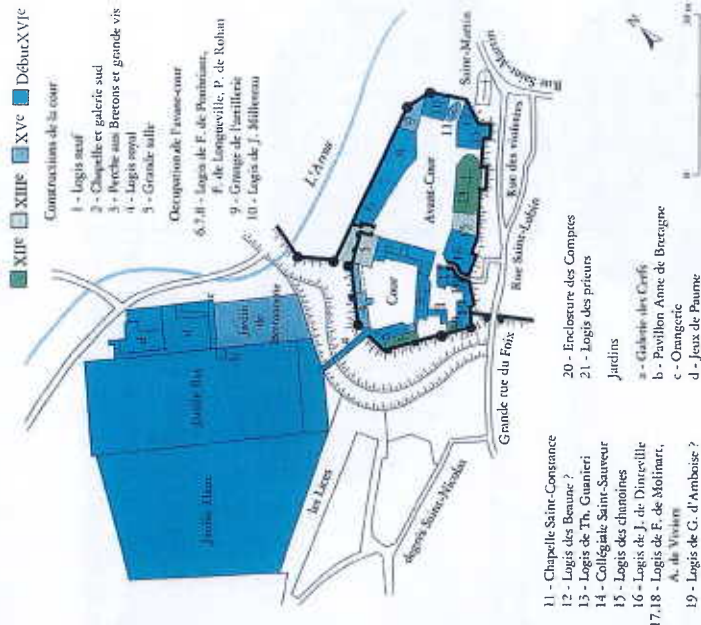 XIIe XIIIe XVe Début XVIe
Constructions de la cour
1 - Logis neuf
2 - Chapelle et galerie sud
3 - Perche aux Bretons et grande vis
4 - Logis royal
5 - Grande salle
Occupation de l'avant-cour
6.7.8 - Logis de F. de Pontbriant,
F. de Longueville, P. de Rohan
9 - Grange de l'artillerie
10 - Logis de J. Milleteau
11 - Chapelle Saint-Constance
12 - Logis des Beaune ?
13 - Logis de Th. Guanieri
14 - Collégiale Saint-Sauveur
15 - Logis des chanoines
16 - Logis de J. de Dinteville
17.18 - Logis de F. de Molinart,
A. de Viviers
19 - Logis de G. d'Amboise ?
20 - Enclosture des Comptes
21 - Logis des prieurs
Jardins
a - Galerie des Cerfs
b - Pavillon Anne de Bretagne
c - Orangerie
d - Jeux de Paume
L'Arrou
Jardin Haut
Jardin Bas
Jardin de Bretonnerie
les Lices
degrés Saint-Nicolas
Grande rue du Foix
Rue Saint-Lubin
Rue des violettes
Rue Saint-Martin
Saint-Martin
Cour
Avant-Cour